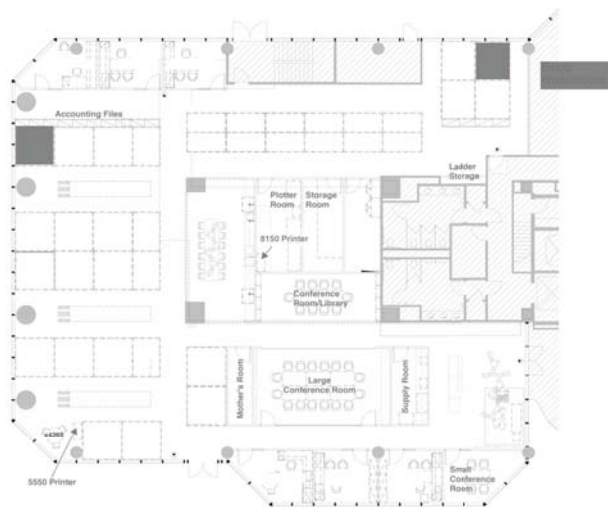 Accounting Files
Ladder
Storage
Plotter
Room
Storage
Room
8150 Printer
Conference
Room/Library
Mother's Room
Large
Conference Room
Supply Room
x4368
5550 Printer
Small
Conference
Room